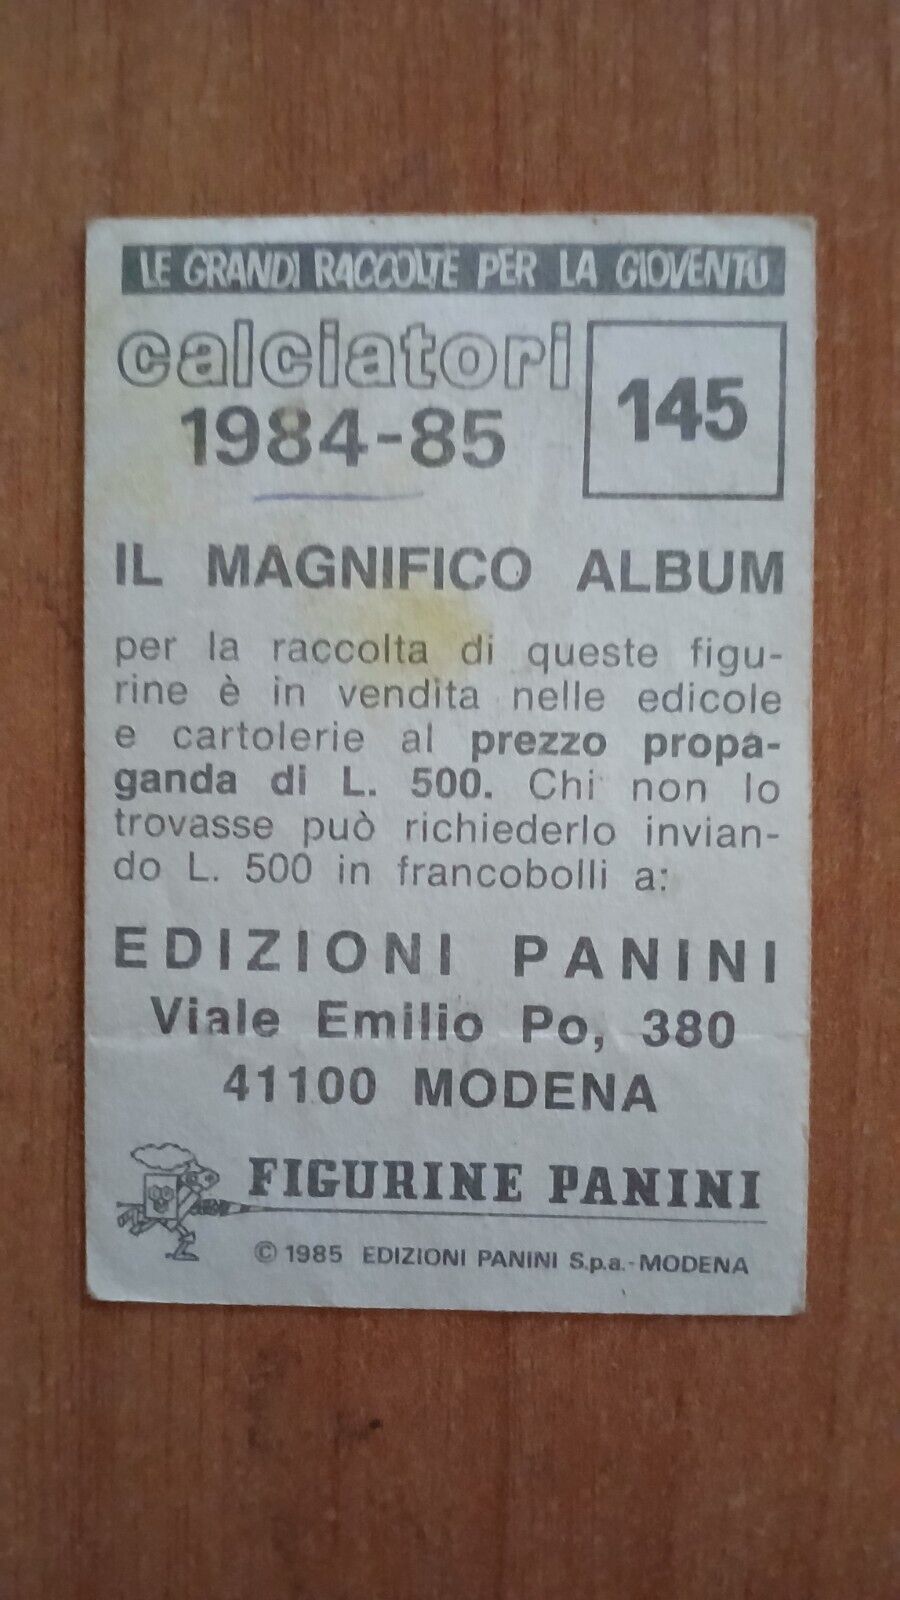 LE GRANDI RACCOLTE PER LA GIOVENTÙ
calciatori
1984-85
145
IL MAGNIFICO ALBUM
per la raccolta di queste figu-
rine è in vendita nelle edicole
e cartolerie al prezzo propa-
ganda di L. 500. Chi non lo
trovasse può richiederlo invian-
do L. 500 in francobolli a:
EDIZIONI PANINI
Viale Emilio Po, 380
41100 MODENA
FIGURINE PANINI
© 1985 EDIZIONI PANINI S.p.a.-MODENA